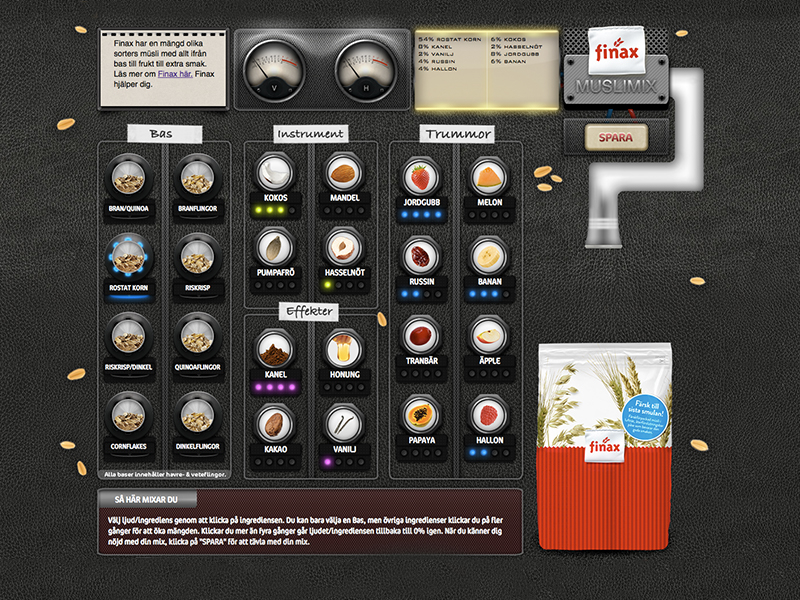 Finax har en mängd olika
sorters müsli med allt ifrån
bas till frukt till extra smak.
Läs mer om Finax här. Finax
hjälper dig.
V
H
54% ROSTAT KORN
8% KANEL
2% VANILJ
4% RUSSIN
4% HALLON
6% KOKOS
2% HASSELNÖT
8% JORDGUBB
6% BANAN
finax
MUSLIMIX
SPARA
Bas
BRAN/QUINOA
BRANFLINGOR
ROSTAT KORN
RISKRISP
RISKRISP/DINKEL
QUINOAFLINGOR
CORNFLAKES
DINKELFLINGOR
Alla baser innehåller havre- & veteflingor.
Instrument
KOKOS
MANDEL
PUMPAFRÖ
HASSELNÖT
Effekter
KANEL
HONUNG
KAKAO
VANILJ
Trummor
JORDGUBB
MELON
RUSSIN
BANAN
TRANBÄR
ÄPPLE
PAPAYA
HALLON
SÅ HÄR MIXAR DU
Välj ljud/ingrediens genom att klicka på ingrediensen. Du kan bara välja en Bas, men övriga ingredienser klickar du på fler
gånger för att öka mängden. Klickar du mer än fyra gånger går ljudet/ingrediensen tillbaka till 0% igen. När du känner dig
nöjd med din mix, klicka på "SPARA" för att tävla med din mix.
Färsk till
sista smulan!
finax